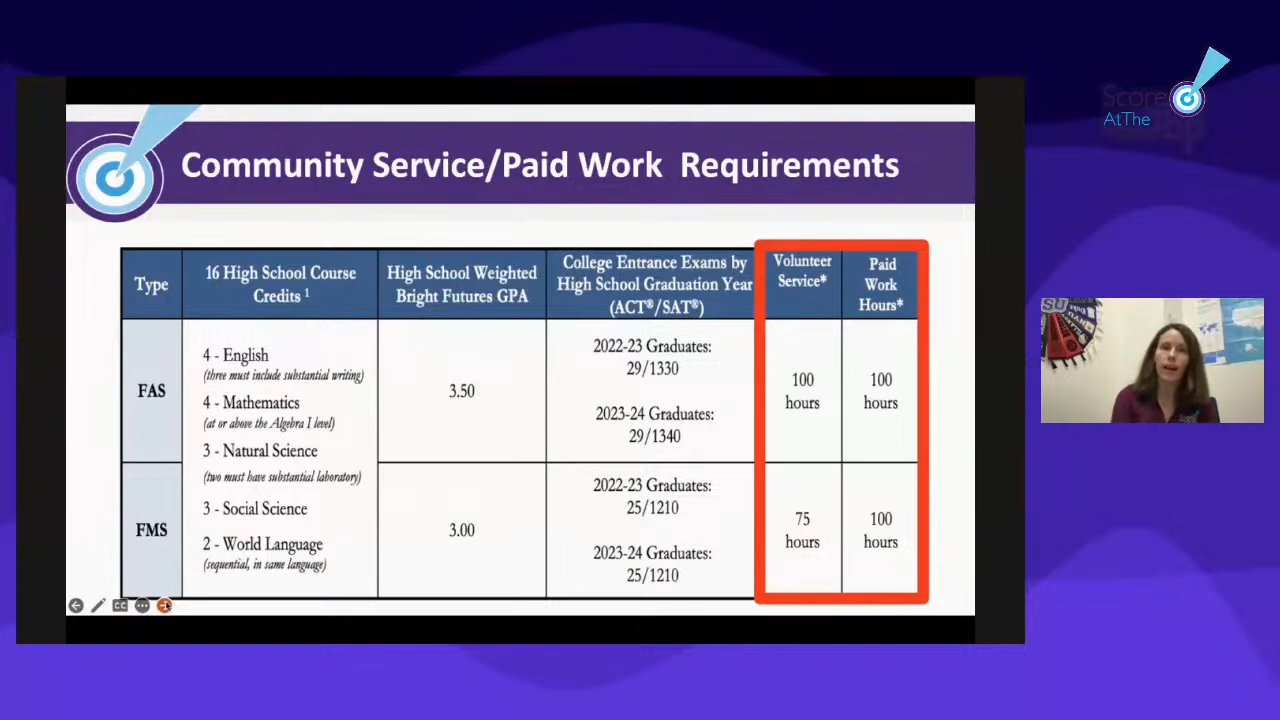 Score
AtThe
Community Service/Paid Work Requirements
Type
16 High School Course
Credits 1
High School Weighted
Bright Futures GPA
College Entrance Exams by
High School Graduation Year
(ACT®/SAT®)
Volunteer
Service*
Paid
Work
Hours*
FAS
4 - English
(three must include substantial writing)
4 - Mathematics
(at or above the Algebra I level)
3 - Natural Science
(two must have substantial laboratory)
3 - Social Science
2 - World Language
(sequential, in same language)
3.50
2022-23 Graduates:
29/1330
2023-24 Graduates:
29/1340
100
hours
100
hours
FMS
3.00
2022-23 Graduates:
25/1210
2023-24 Graduates:
25/1210
75
hours
100
hours
CC
SU